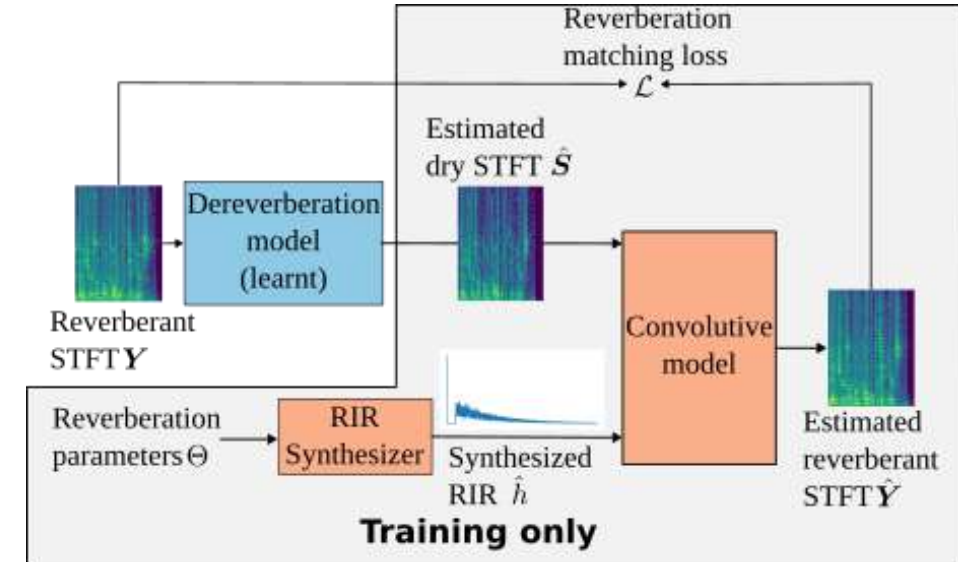 Reverberation
matching loss
ℒ
Estimated
dry STFT Ŝ
Dereverberation
model
(learnt)
Reverberant
STFT Y
Convolutive
model
Reverberation
parameters Θ
RIR
Synthesizer
Synthesized
RIR ĥ
Estimated
reverberant
STFT Ŷ
Training only